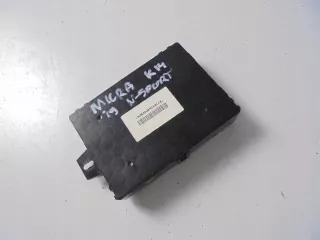 MICRA K14
'19 N-SPORT